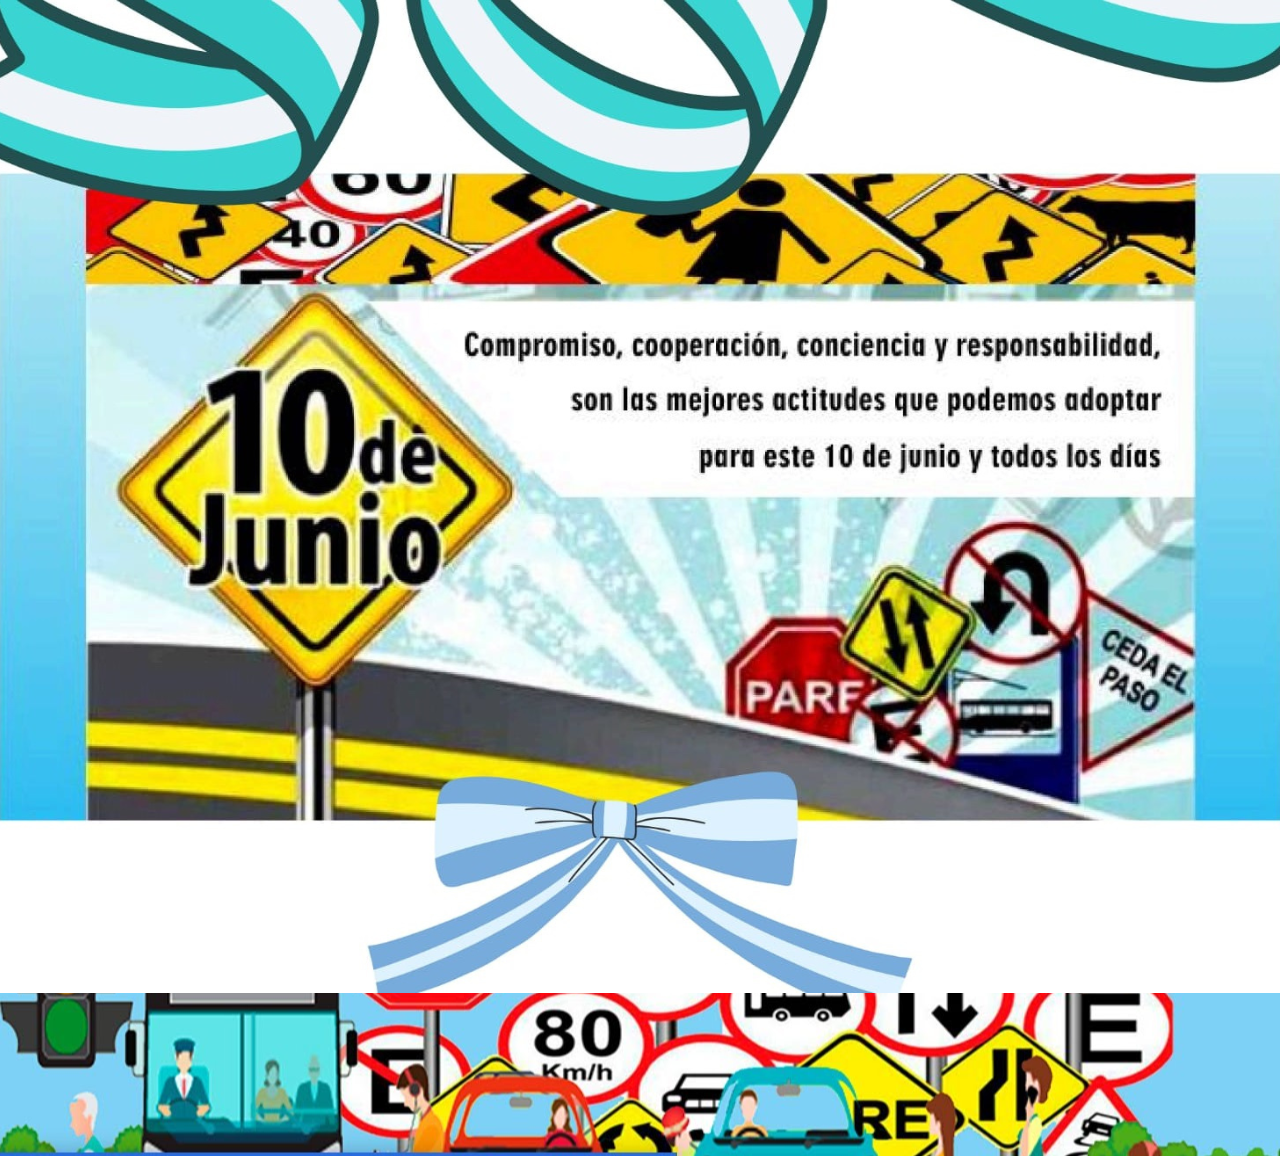 60
40
10 de
Junio
Compromiso, cooperación, conciencia y responsabilidad,
son las mejores actitudes que podemos adoptar
para este 10 de junio y todos los días
PARE
CEDA EL
PASO
80
Km/h
E
E